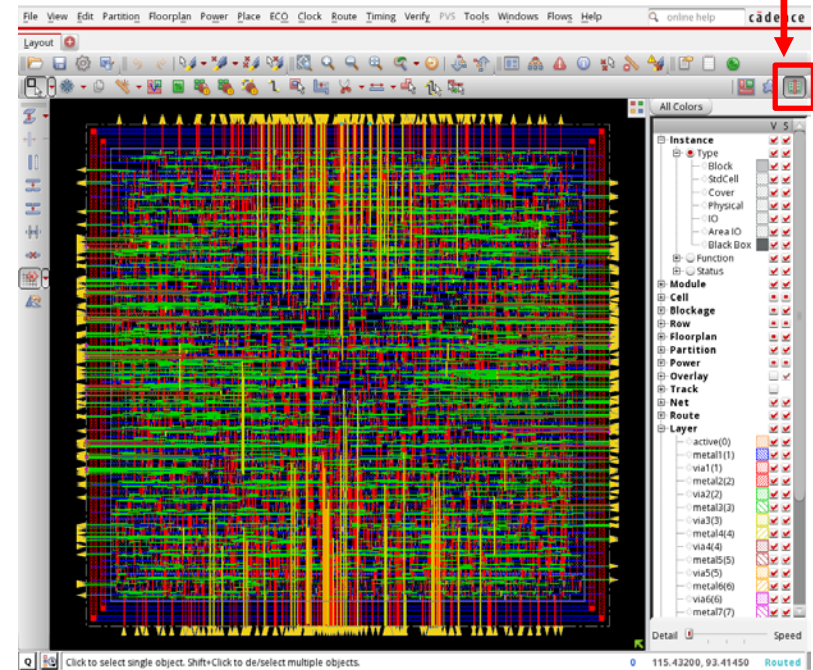 File View Edit Partition Floorplan Power Place ECO Clock Route Timing Verify PVS Tools Windows Flows Help online help cādence
Layout
All Colors
V S
Instance
Type
Block
StdCell
Cover
Physical
IO
Area IO
Black Box
Function
Status
Module
Cell
Blockage
Row
Floorplan
Partition
Power
Overlay
Track
Net
Route
Layer
active(0)
metal1(1)
via1(1)
metal2(2)
via2(2)
metal3(3)
via3(3)
metal4(4)
via4(4)
metal5(5)
via5(5)
metal6(6)
via6(6)
metal7(7)
Detail Speed
Q Click to select single object. Shift+Click to de/select multiple objects. 0 115.43200, 93.41450 Routed